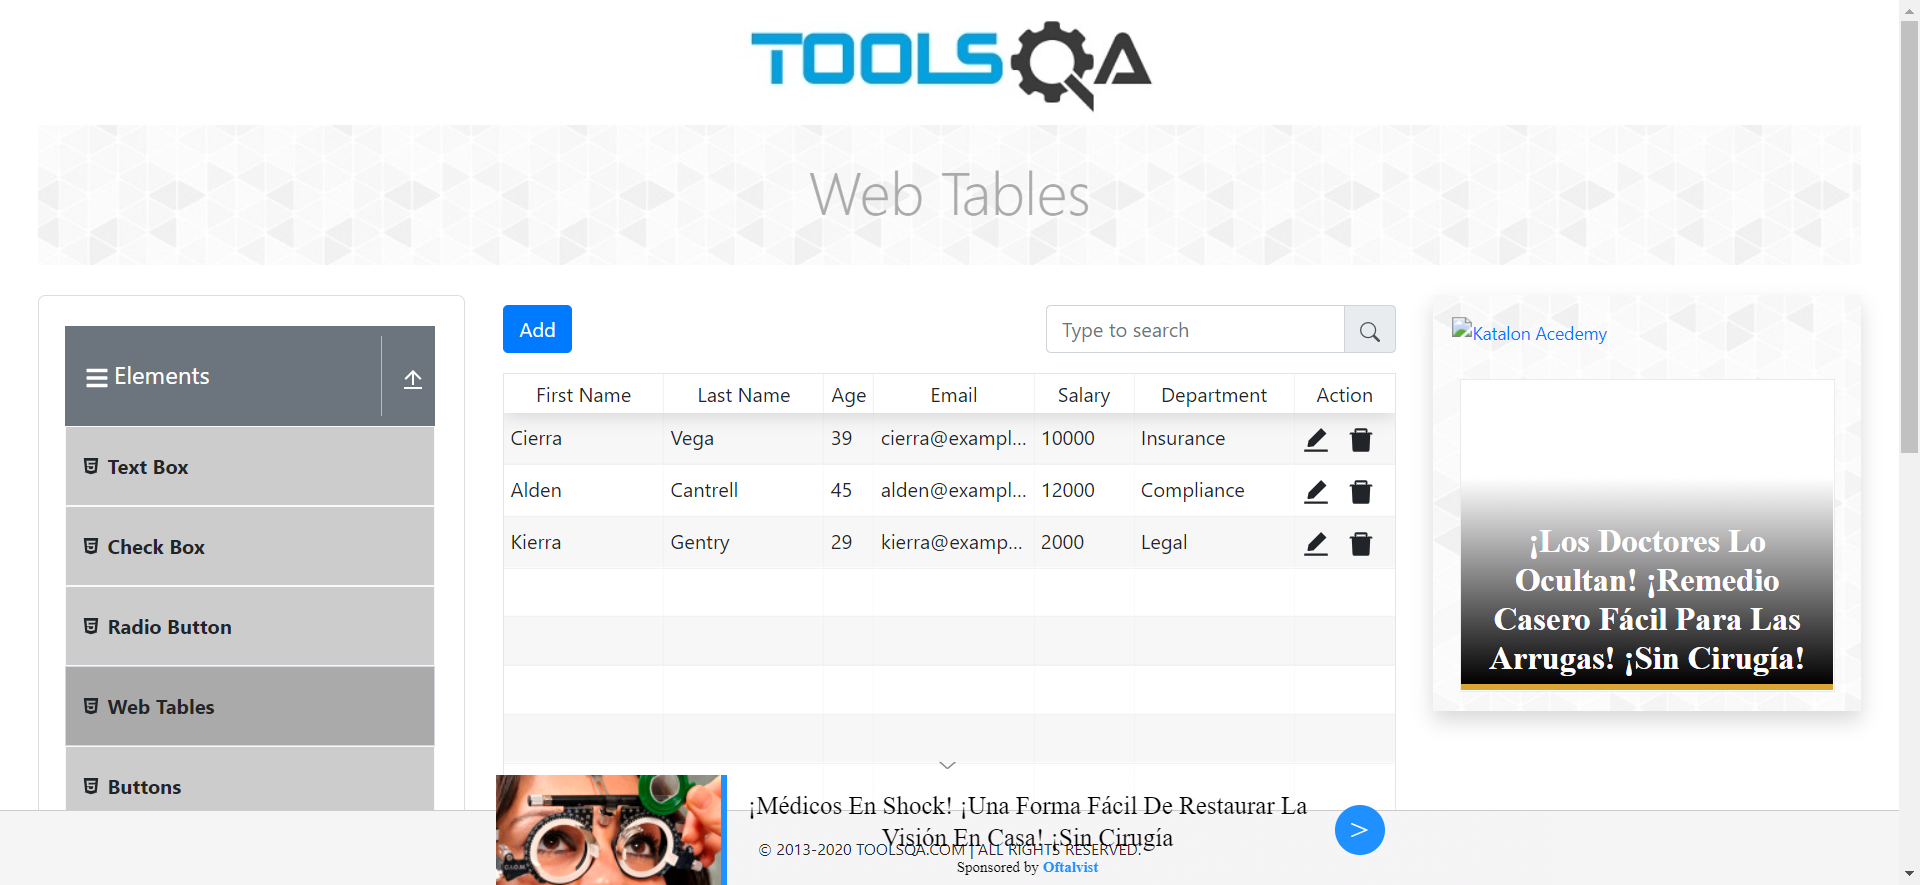 TOOLSQA
Web Tables
Elements
Text Box
Check Box
Radio Button
Web Tables
Buttons
Add
Type to search
First Name Last Name Age Email Salary Department Action
Cierra Vega 39 cierra@exampl... 10000 Insurance
Alden Cantrell 45 alden@exampl... 12000 Compliance
Kierra Gentry 29 kierra@examp... 2000 Legal
Katalon Acedemy
¡Los Doctores Lo
Ocultan! ¡Remedio
Casero Fácil Para Las
Arrugas! ¡Sin Cirugía!
¡Médicos En Shock! ¡Una Forma Fácil De Restaurar La
Visión En Casa! ¡Sin Cirugía
>
© 2013-2020 TOOLSQA.COM | ALL RIGHTS RESERVED.
Sponsored by Oftalvist